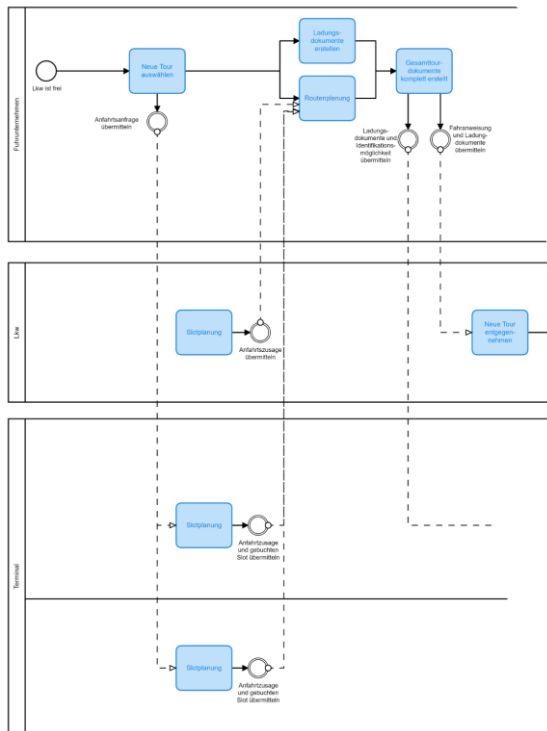 Fuhrunternehmen
Lkw ist frei
Neue Tour
auswählen
Anfahrtsanfrage
übermitteln
Ladungs-
dokumente
erstellen
Routenplanung
Gesamttour-
dokumente
komplett erstellt
Ladungs-
dokumente und
Identifikations-
möglichkeit
übermitteln
Fahranweisung
und Ladung-
dokumente
übermitteln
Lkw
Slotplanung
Anfahrtszusage
übermitteln
Neue Tour
entgegen-
nehmen
Terminal
Slotplanung
Anfahrtzusage
und gebuchten
Slot übermitteln
Slotplanung
Anfahrtzusage
und gebuchten
Slot übermitteln